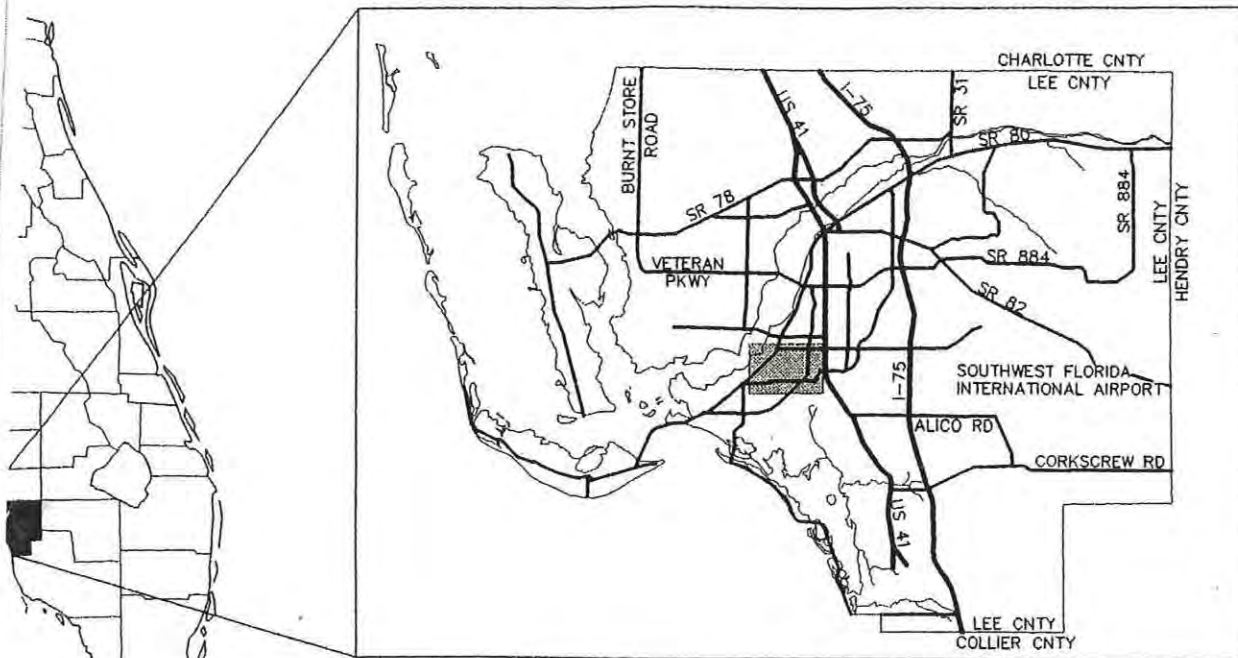 CHARLOTTE CNTY
LEE CNTY
BURNT STORE
ROAD
US 41
I-75
SR 31
SR 80
SR 78
SR 884
LEE CNTY
HENDRY CNTY
VETERAN
PKWY
SR 884
SR 82
I-75
SOUTHWEST FLORIDA
INTERNATIONAL AIRPORT
ALICO RD
CORKSCREW RD
US 41
LEE CNTY
COLLIER CNTY